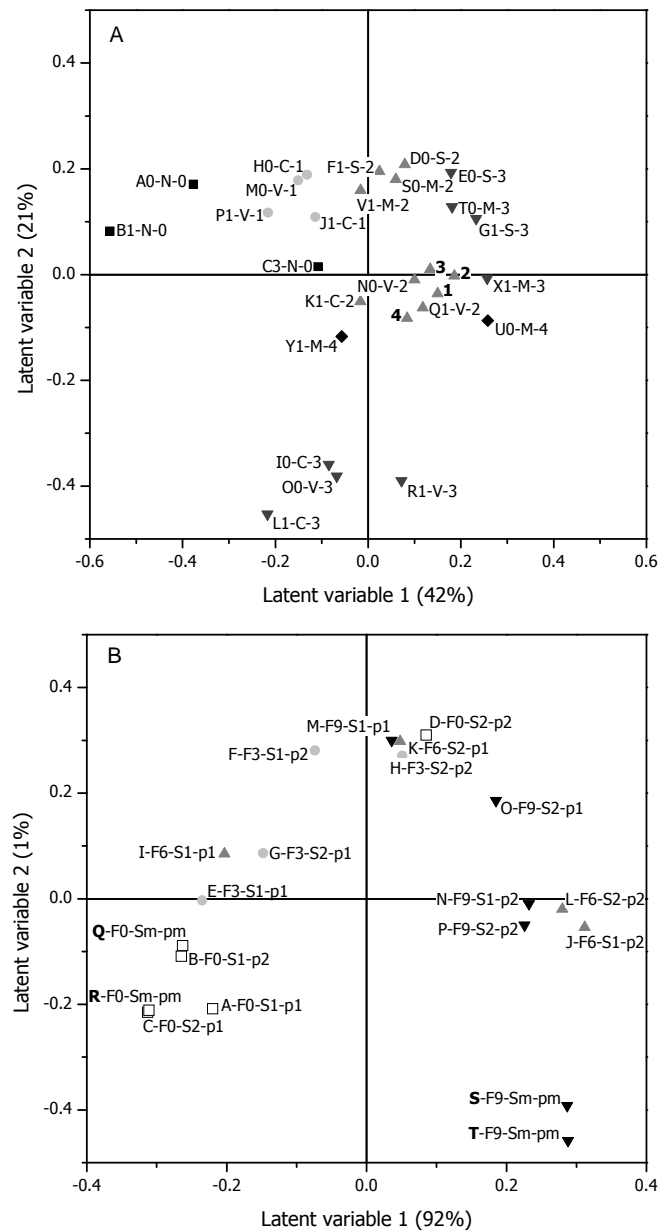 A
0.4
0.2
0.0
-0.2
-0.4
Latent variable 2 (21%)
A0-N-0
B1-N-0
H0-C-1
M0-V-1
P1-V-1
J1-C-1
C3-N-0
F1-S-2
D0-S-2
S0-M-2
V1-M-2
E0-S-3
T0-M-3
G1-S-3
3
2
N0-V-2
1
X1-M-3
K1-C-2
4
Q1-V-2
U0-M-4
Y1-M-4
I0-C-3
O0-V-3
L1-C-3
R1-V-3
-0.6
-0.4
-0.2
0.0
0.2
0.4
0.6
Latent variable 1 (42%)
B
0.4
0.2
0.0
-0.2
-0.4
Latent variable 2 (1%)
M-F9-S1-p1
D-F0-S2-p2
K-F6-S2-p1
F-F3-S1-p2
H-F3-S2-p2
O-F9-S2-p1
I-F6-S1-p1
G-F3-S2-p1
E-F3-S1-p1
N-F9-S1-p2
L-F6-S2-p2
Q-F0-Sm-pm
P-F9-S2-p2
J-F6-S1-p2
B-F0-S1-p2
R-F0-Sm-pm
A-F0-S1-p1
C-F0-S2-p1
S-F9-Sm-pm
T-F9-Sm-pm
-0.4
-0.2
0.0
0.2
0.4
Latent variable 1 (92%)